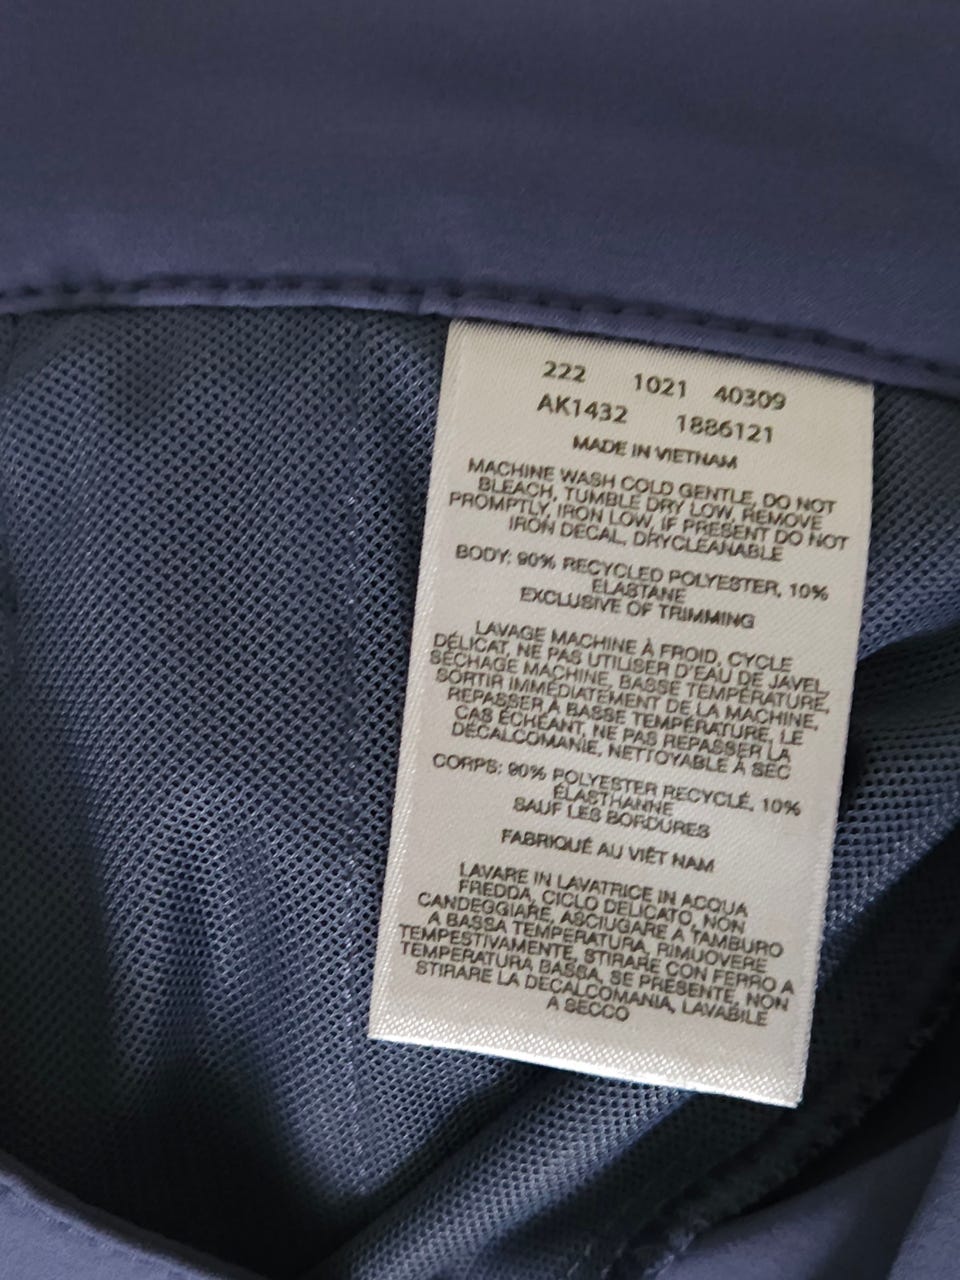 222 1021 40309
AK1432 1886121
MADE IN VIETNAM
MACHINE WASH COLD GENTLE, DO NOT
BLEACH, TUMBLE DRY LOW, REMOVE
PROMPTLY, IRON LOW, IF PRESENT DO NOT
IRON DECAL, DRYCLEANABLE
BODY: 90% RECYCLED POLYESTER, 10%
ELASTANE
EXCLUSIVE OF TRIMMING
LAVAGE MACHINE À FROID, CYCLE
DÉLICAT, NE PAS UTILISER D'EAU DE JAVEL,
SÉCHAGE MACHINE, BASSE TEMPÉRATURE,
SORTIR IMMÉDIATEMENT DE LA MACHINE,
REPASSER À BASSE TEMPÉRATURE, LE
CAS ÉCHÉANT, NE PAS REPASSER LA
DÉCALCOMANIE, NETTOYABLE À SEC
CORPS: 90% POLYESTER RECYCLÉ, 10%
ÉLASTHANNE
SAUF LES BORDURES
FABRIQUÉ AU VIÊT NAM
LAVARE IN LAVATRICE IN ACQUA
FREDDA, CICLO DELICATO, NON
CANDEGGIARE, ASCIUGARE A TAMBURO
A BASSA TEMPERATURA, RIMUOVERE
TEMPESTIVAMENTE, STIRARE CON FERRO A
TEMPERATURA BASSA, SE PRESENTE, NON
STIRARE LA DECALCOMANIA, LAVABILE
A SECCO